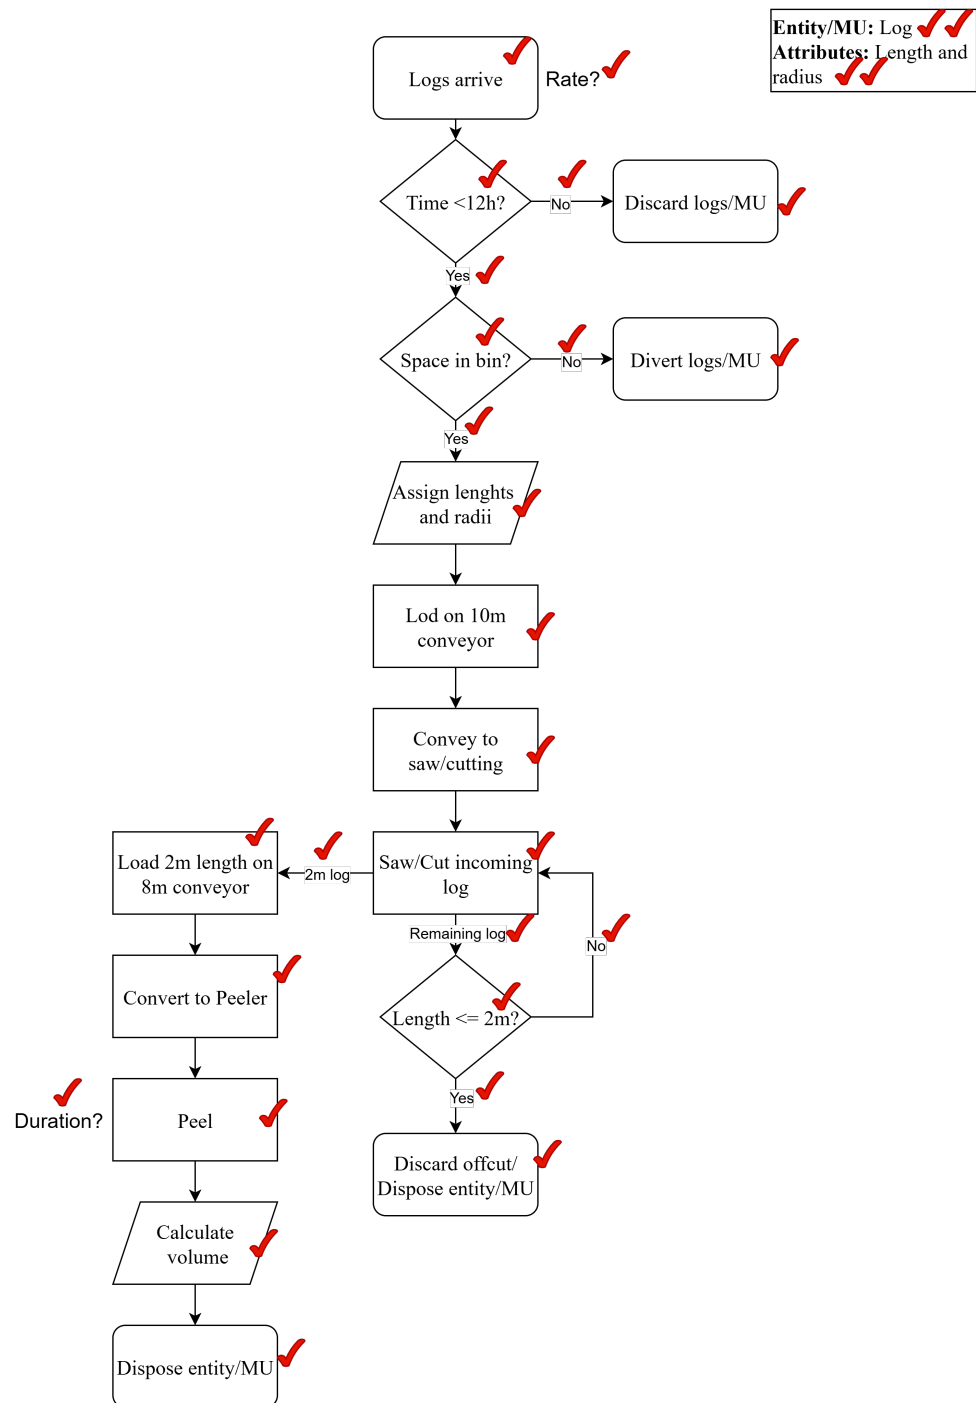 Entity/MU: Log
Attributes: Length and
radius
Logs arrive
Rate?
Time <12h?
No
Discard logs/MU
Yes
Space in bin?
No
Divert logs/MU
Yes
Assign lenghts
and radii
Lod on 10m
conveyor
Convey to
saw/cutting
Load 2m length on
8m conveyor
2m log
Saw/Cut incoming
log
Remaining log
No
Convert to Peeler
Length <= 2m?
Yes
Duration?
Peel
Discard offcut/
Dispose entity/MU
Calculate
volume
Dispose entity/MU